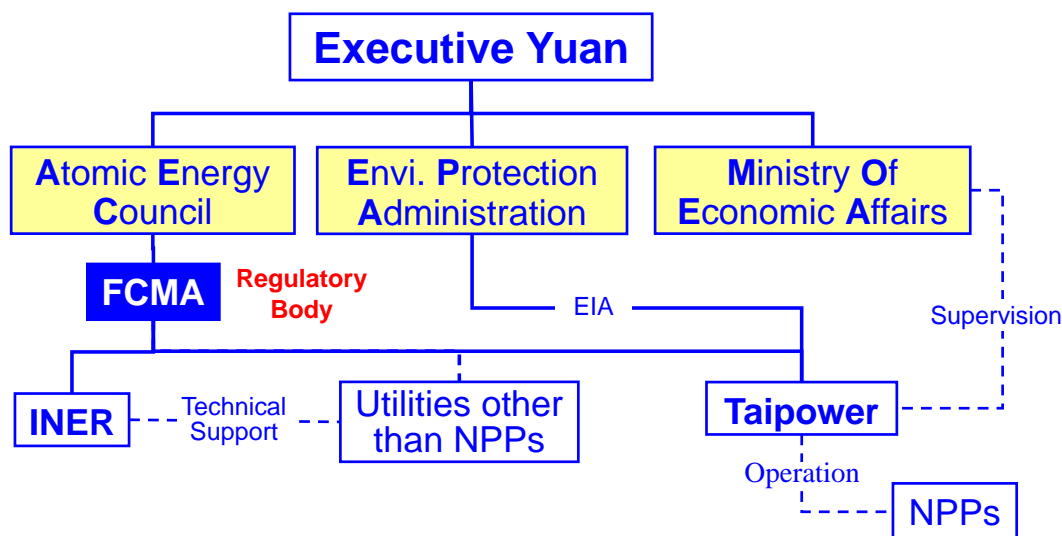 Executive Yuan
Atomic Energy
Council
Envi. Protection
Administration
Ministry Of
Economic Affairs
FCMA
Regulatory
Body
EIA
Supervision
INER
Technical
Support
Utilities other
than NPPs
Taipower
Operation
NPPs